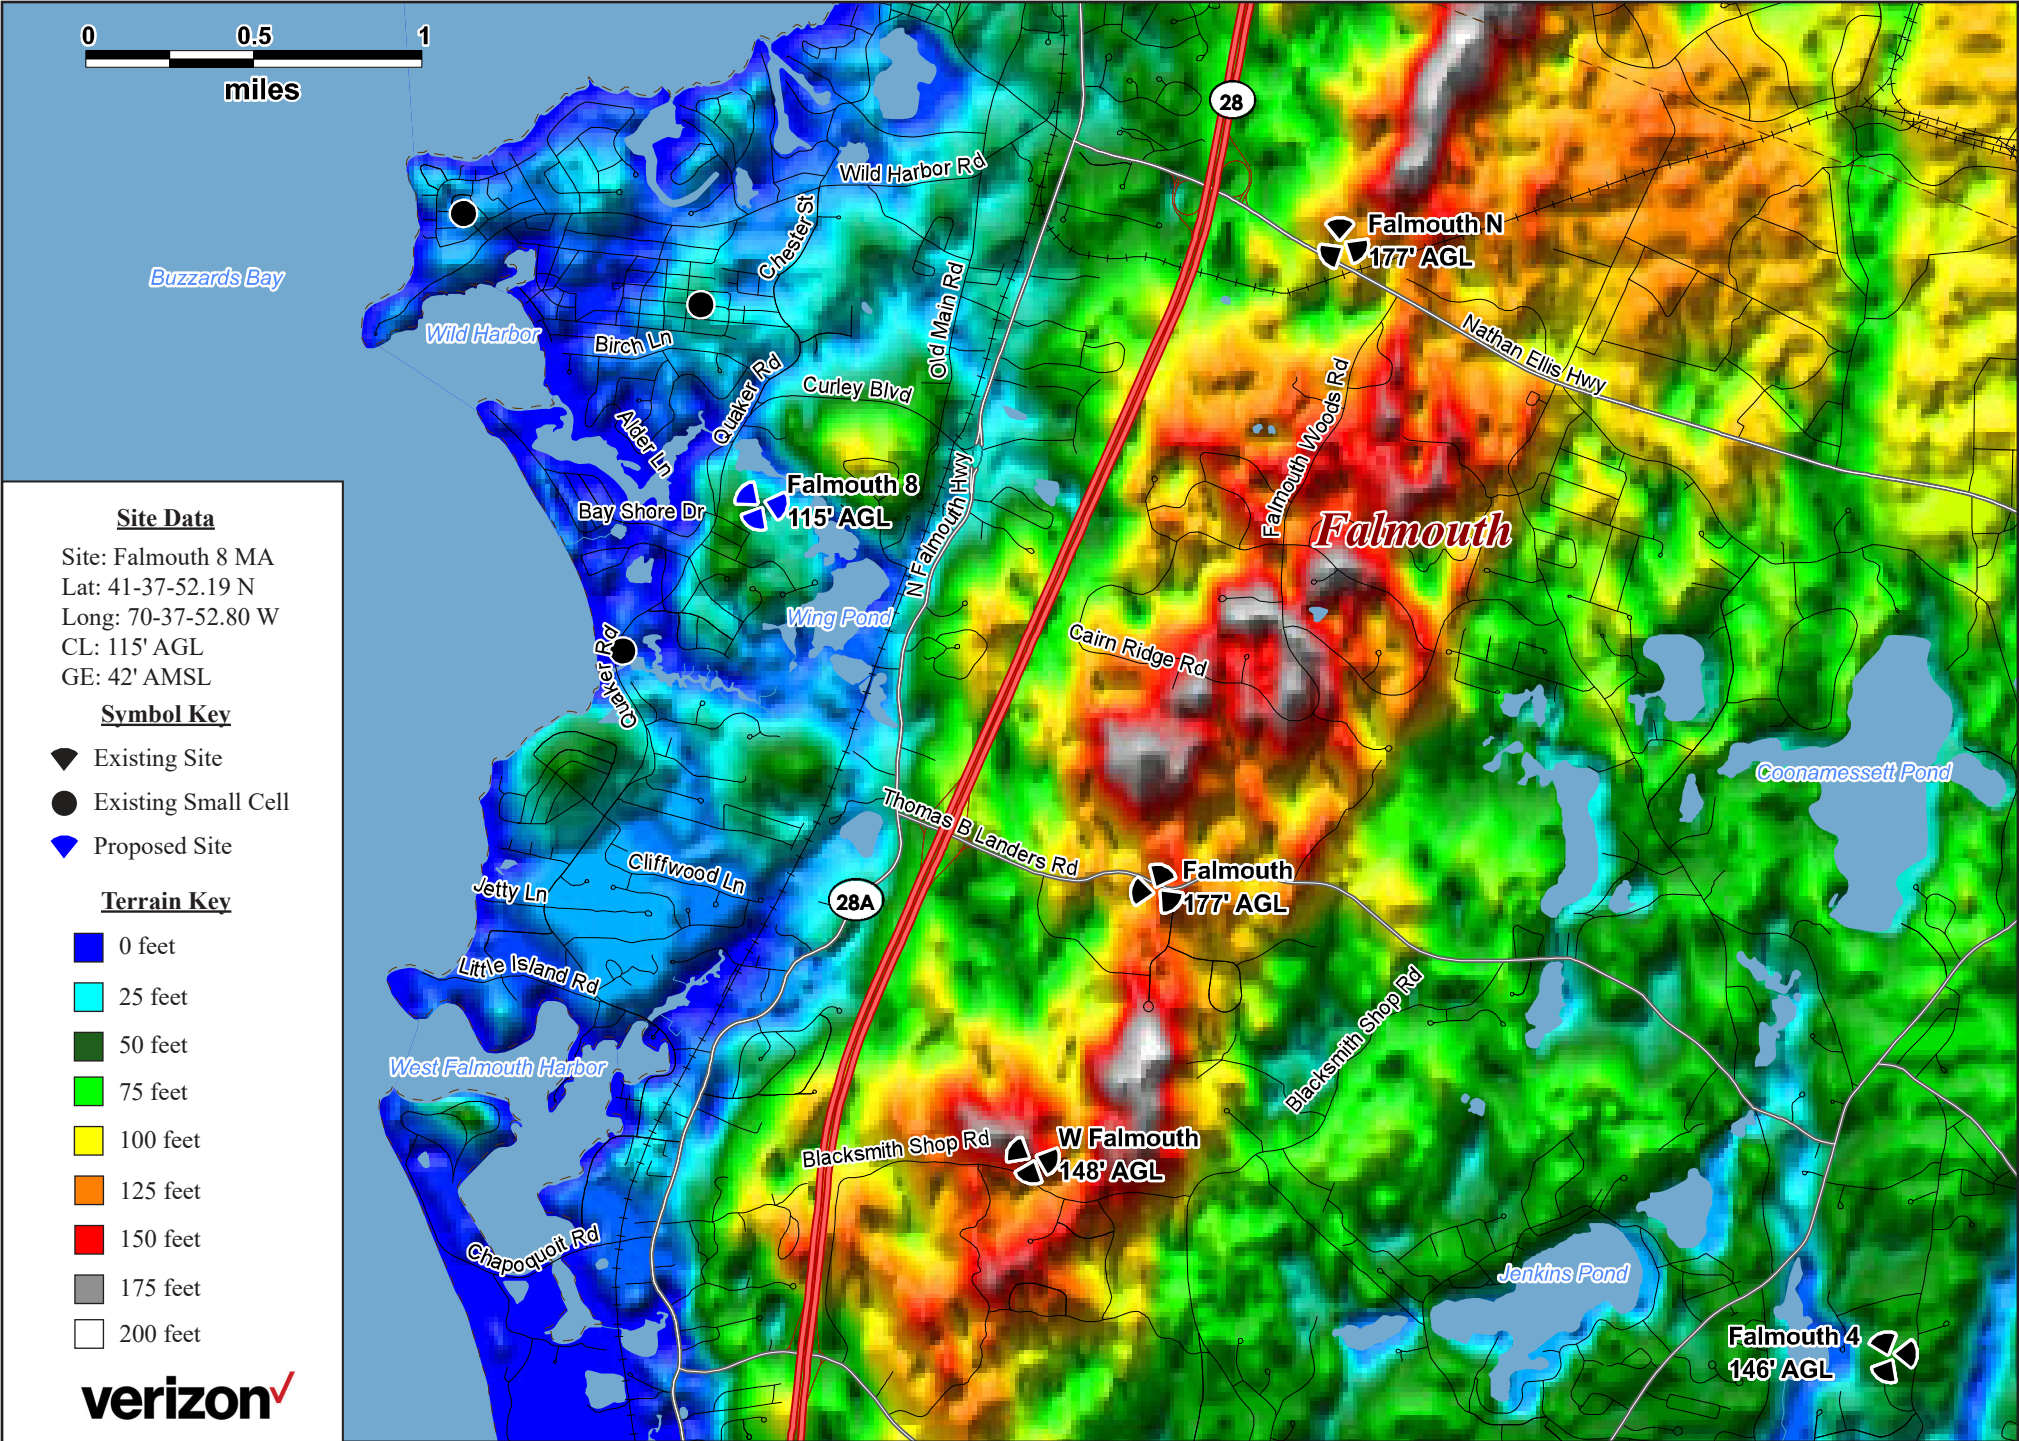 0 0.5 1
miles
28
Wild Harbor Rd
Chester St
Falmouth N
177' AGL
Buzzards Bay
Wild Harbor
Birch Ln
Old Main Rd
Nathan Ellis Hwy
Quaker Rd
Curley Blvd
Falmouth Woods Rd
Alder Ln
Falmouth 8
115' AGL
Bay Shore Dr
N Falmouth Hwy
Falmouth
Site Data
Site: Falmouth 8 MA
Lat: 41-37-52.19 N
Long: 70-37-52.80 W
CL: 115' AGL
GE: 42' AMSL
Wing Pond
Quaker Rd
Cairn Ridge Rd
Symbol Key
Existing Site
Existing Small Cell
Proposed Site
Coonamessett Pond
Thomas B Landers Rd
Cliffwood Ln
Jetty Ln
28A
Falmouth
177' AGL
Terrain Key
0 feet
25 feet
50 feet
75 feet
100 feet
125 feet
150 feet
175 feet
200 feet
Little Island Rd
West Falmouth Harbor
Blacksmith Shop Rd
Blacksmith Shop Rd
W Falmouth
148' AGL
Chapoquoit Rd
Jenkins Pond
Falmouth 4
146' AGL
verizon